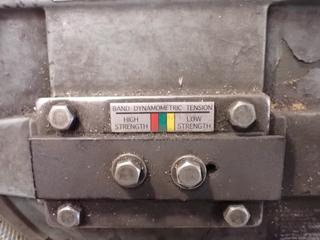 BAND DYNAMOMETRIC TENSION
HIGH STRENGTH
LOW STRENGTH